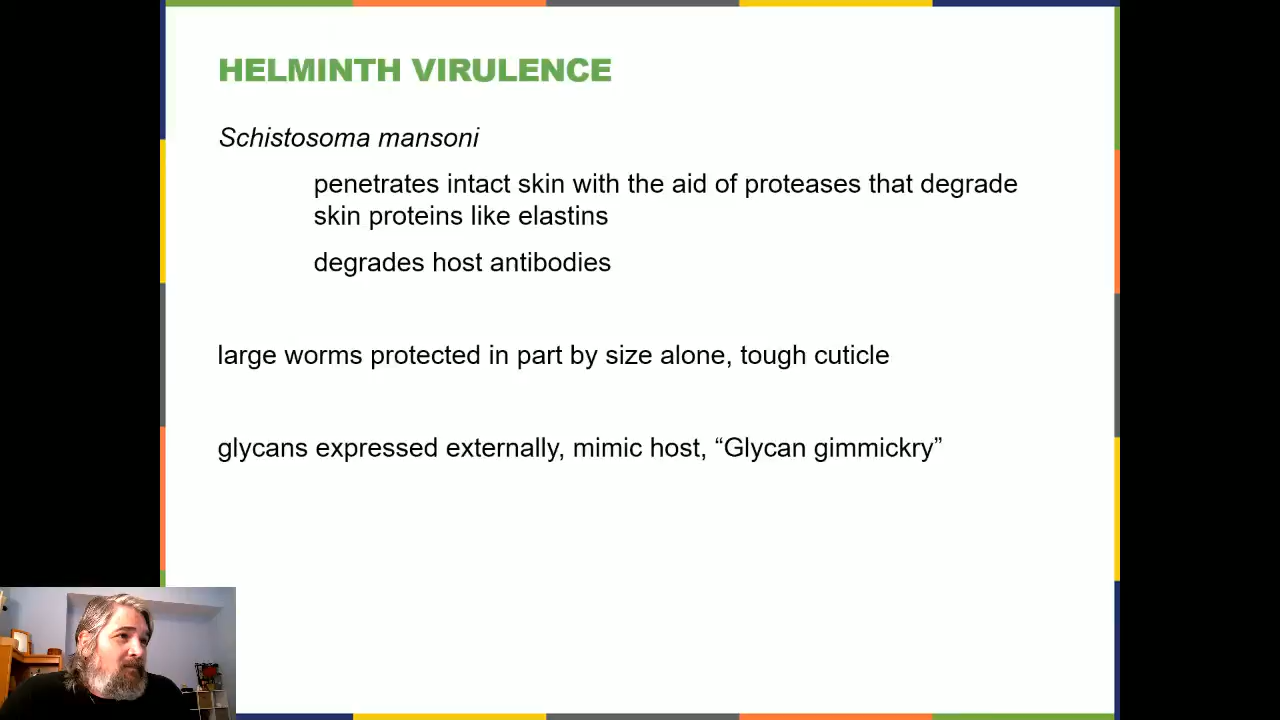 HELMINTH VIRULENCE
Schistosoma mansoni
penetrates intact skin with the aid of proteases that degrade
skin proteins like elastins
degrades host antibodies
large worms protected in part by size alone, tough cuticle
glycans expressed externally, mimic host, “Glycan gimmickry”